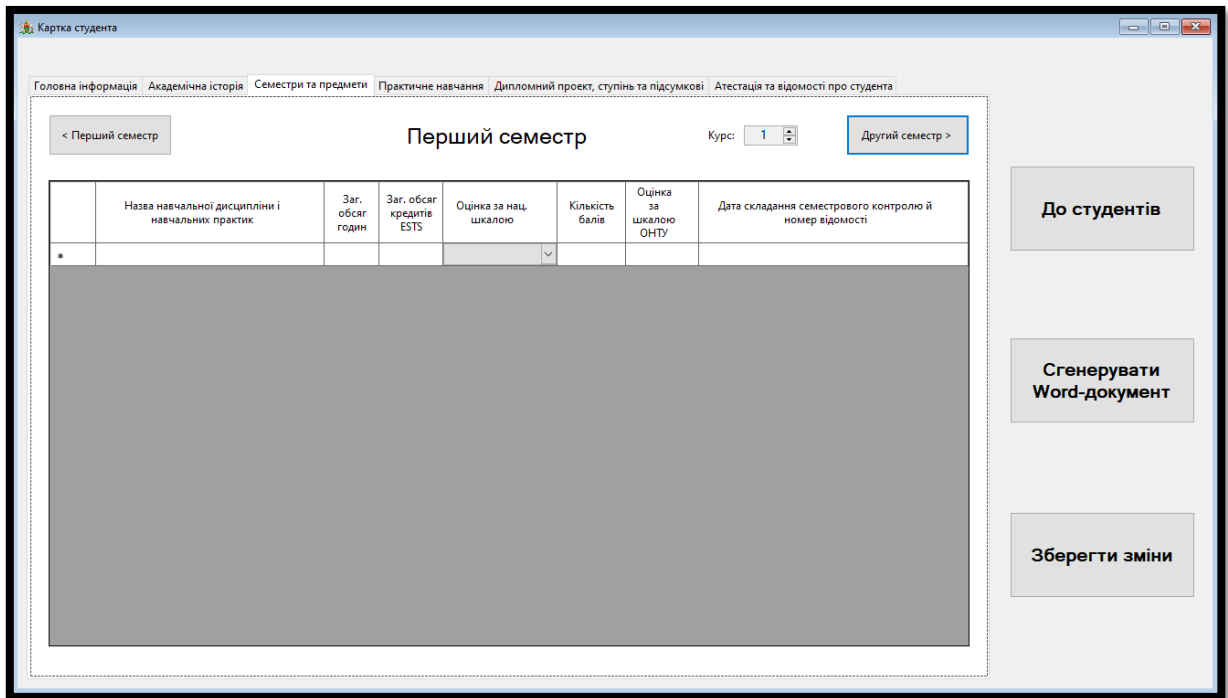 Картка студента
Головна інформація Академічна історія Семестри та предмети Практичне навчання Дипломний проект, ступінь та підсумкові Атестація та відомості про студента
< Перший семестр
Перший семестр
Курс: 1
Другий семестр >
Назва навчальної дисципліни і
навчальних практик
Заг.
обсяг
годин
Заг. обсяг
кредитів
ESTS
Оцінка за нац.
шкалою
Кількість
балів
Оцінка
за
шкалою
ОНТУ
Дата складання семестрового контролю й
номер відомості
До студентів
Сгенерувати
Word-документ
Зберегти зміни